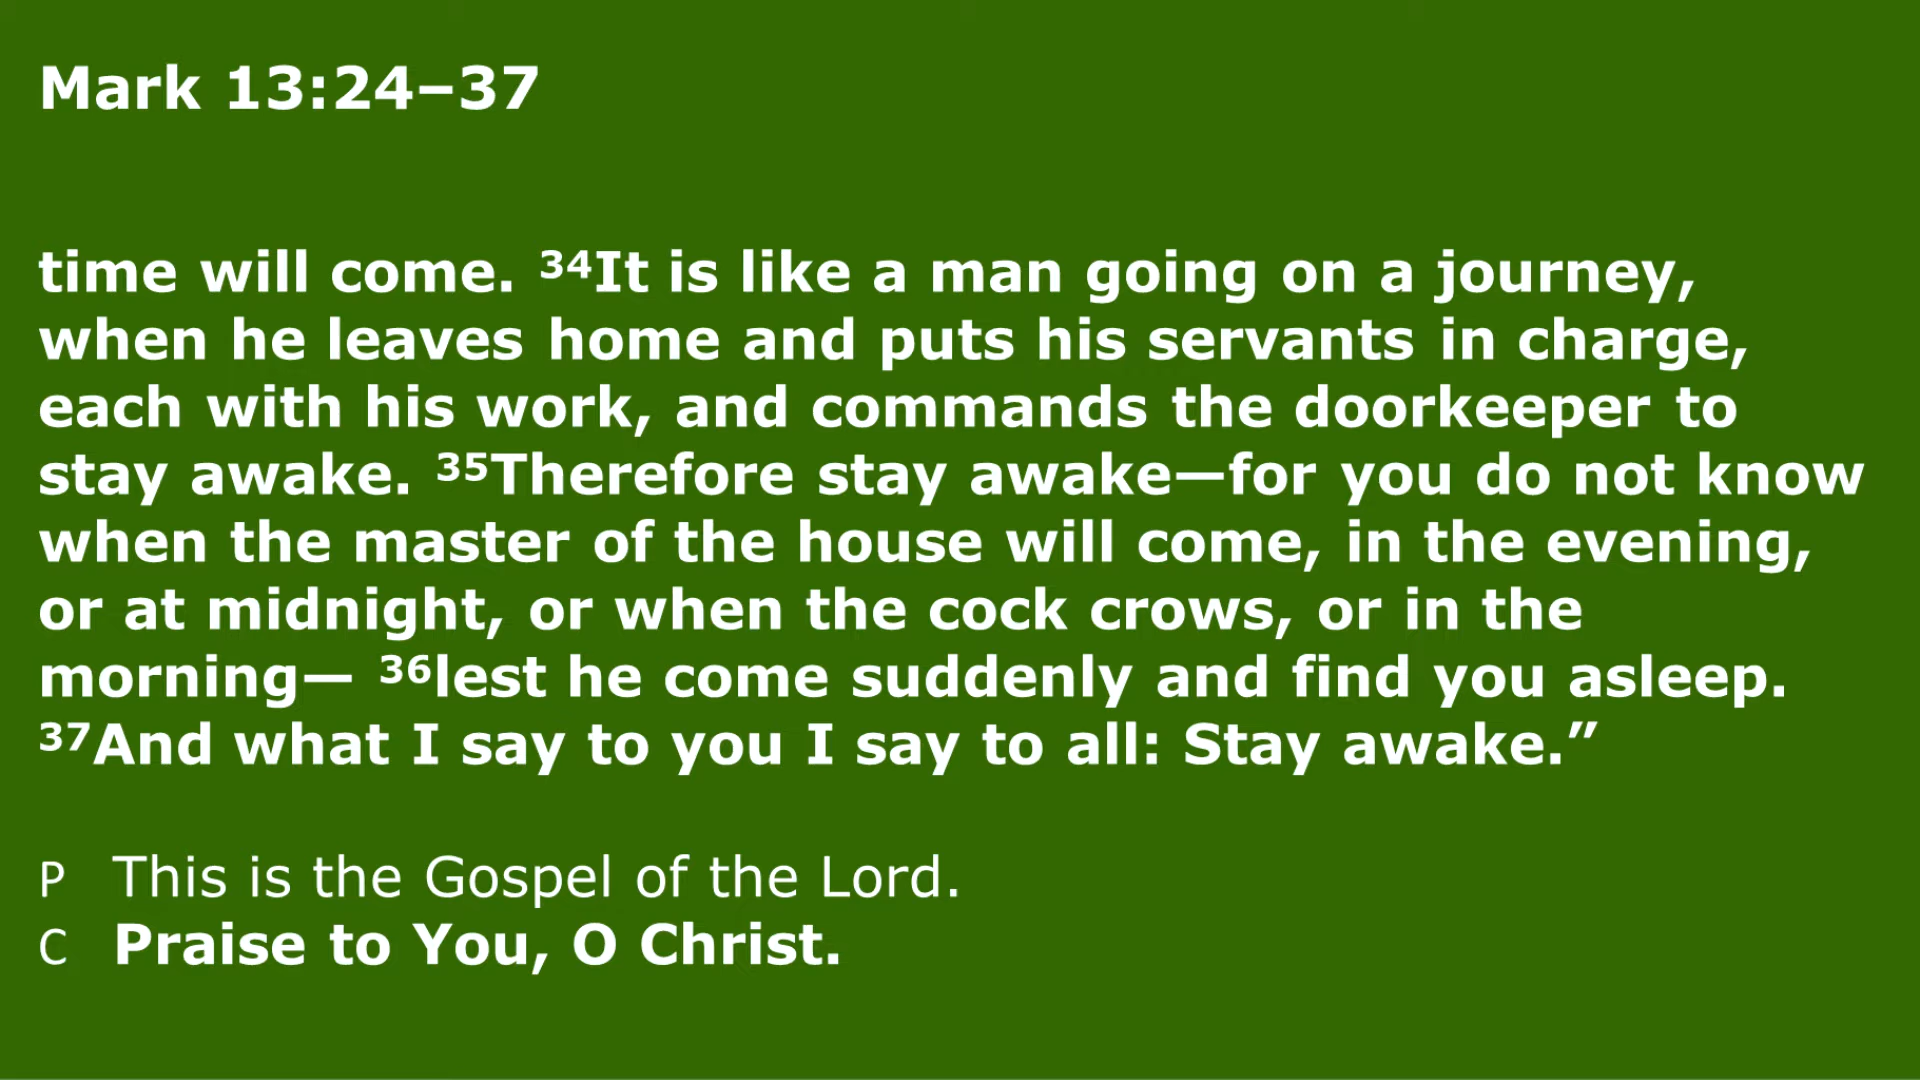 Mark 13:24–37
time will come. ³⁴It is like a man going on a journey,
when he leaves home and puts his servants in charge,
each with his work, and commands the doorkeeper to
stay awake. ³⁵Therefore stay awake—for you do not know
when the master of the house will come, in the evening,
or at midnight, or when the cock crows, or in the
morning— ³⁶lest he come suddenly and find you asleep.
³⁷And what I say to you I say to all: Stay awake.”
P This is the Gospel of the Lord.
C Praise to You, O Christ.